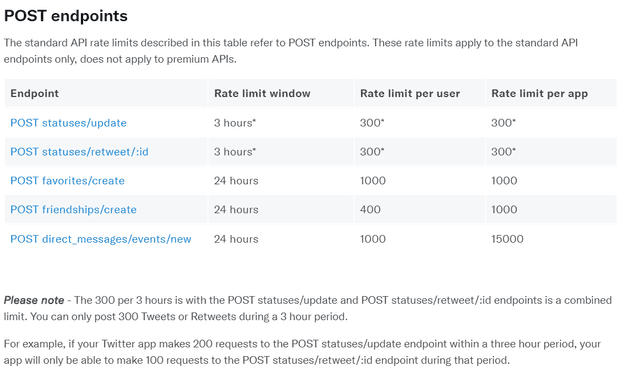 POST endpoints
The standard API rate limits described in this table refer to POST endpoints. These rate limits apply to the standard API
endpoints only, does not apply to premium APIs.
Endpoint Rate limit window Rate limit per user Rate limit per app
POST statuses/update 3 hours* 300* 300*
POST statuses/retweet/:id 3 hours* 300* 300*
POST favorites/create 24 hours 1000 1000
POST friendships/create 24 hours 400 1000
POST direct_messages/events/new 24 hours 1000 15000
Please note - The 300 per 3 hours is with the POST statuses/update and POST statuses/retweet/:id endpoints is a combined
limit. You can only post 300 Tweets or Retweets during a 3 hour period.
For example, if your Twitter app makes 200 requests to the POST statuses/update endpoint within a three hour period, your
app will only be able to make 100 requests to the POST statuses/retweet/:id endpoint during that period.